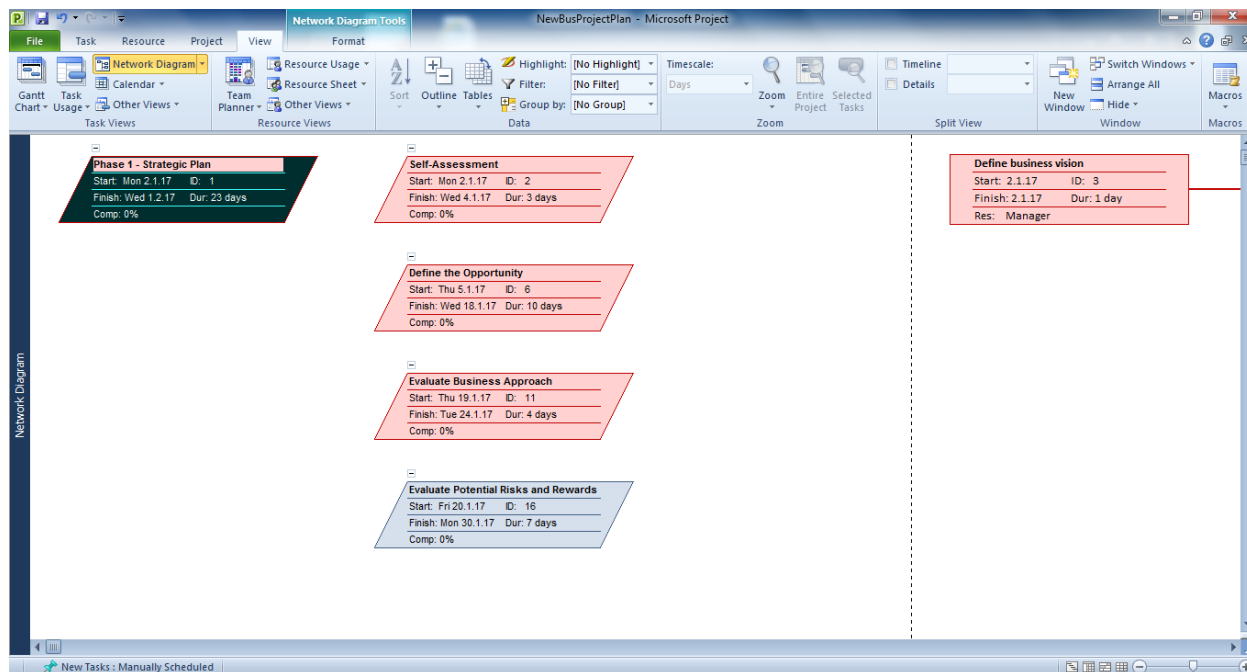 Network Diagram Tools
NewBusProjectPlan - Microsoft Project
File Task Resource Project View Format
Gantt Chart
Task Usage
Network Diagram
Calendar
Other Views
Task Views
Team Planner
Resource Usage
Resource Sheet
Other Views
Resource Views
Sort
Outline
Tables
Highlight: [No Highlight]
Filter: [No Filter]
Group by: [No Group]
Data
Timescale:
Days
Zoom
Entire Project
Selected Tasks
Zoom
Timeline
Details
Split View
New Window
Switch Windows
Arrange All
Hide
Window
Macros
Macros
Network Diagram
Phase 1 - Strategic Plan
Start: Mon 2.1.17 ID: 1
Finish: Wed 1.2.17 Dur: 23 days
Comp: 0%
Self-Assessment
Start: Mon 2.1.17 ID: 2
Finish: Wed 4.1.17 Dur: 3 days
Comp: 0%
Define business vision
Start: 2.1.17 ID: 3
Finish: 2.1.17 Dur: 1 day
Res: Manager
Define the Opportunity
Start: Thu 5.1.17 ID: 6
Finish: Wed 18.1.17 Dur: 10 days
Comp: 0%
Evaluate Business Approach
Start: Thu 19.1.17 ID: 11
Finish: Tue 24.1.17 Dur: 4 days
Comp: 0%
Evaluate Potential Risks and Rewards
Start: Fri 20.1.17 ID: 16
Finish: Mon 30.1.17 Dur: 7 days
Comp: 0%
New Tasks : Manually Scheduled